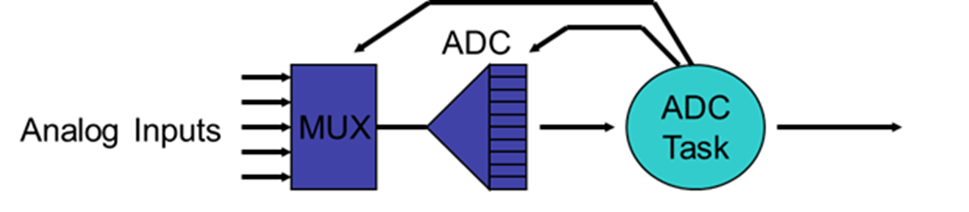 ADC
Analog Inputs
MUX
ADC
Task